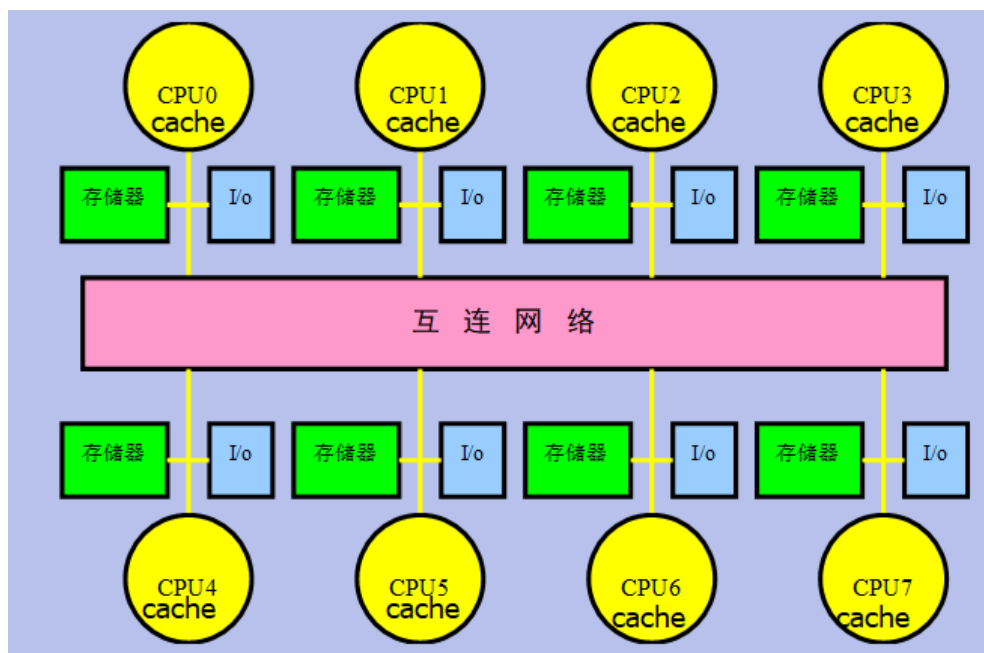 CPU0 CPU1 CPU2 CPU3
cache cache cache cache
存储器 I/o 存储器 I/o 存储器 I/o 存储器 I/o
互 连 网 络
存储器 I/o 存储器 I/o 存储器 I/o 存储器 I/o
CPU4 CPU5 CPU6 CPU7
cache cache cache cache